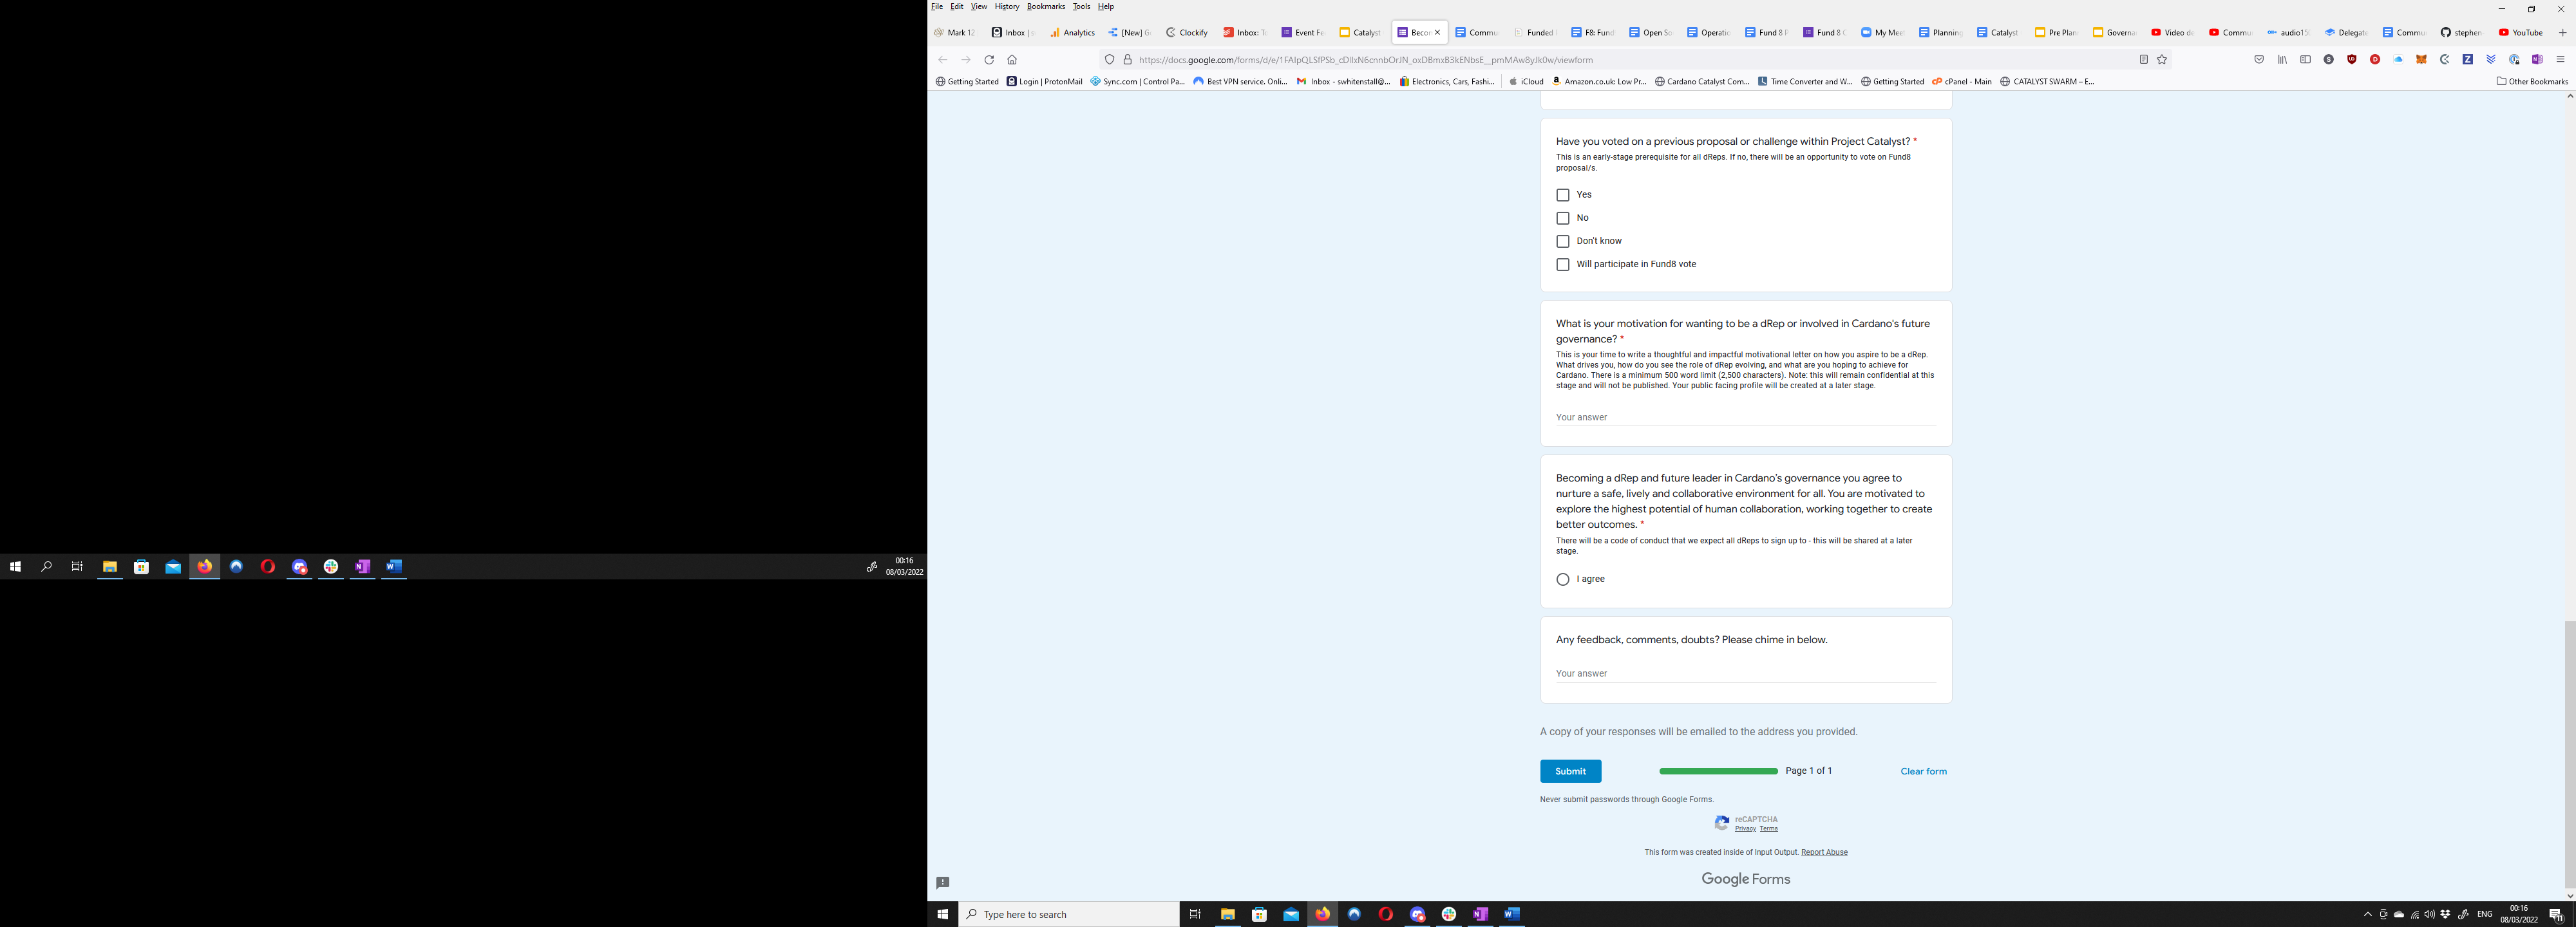 File Edit View History Bookmarks Tools Help
Mark 12 Inbox | Analytics [New] Clockify Inbox: Event Catalyst Becon Commu Funded F8: Fund Open So Operatio Fund 8 P Fund 8 C My Mee Planning Catalyst Pre Plan Governa Video de Commu audio15 Delegate Commu stephen YouTube
https://docs.google.com/forms/d/e/
Getting Started Login | ProtonMail Sync.com | Control Pa... Best VPN service. Onli... Inbox - swhitenstall@... Electronics, Cars, Fashi... iCloud Amazon.co.uk: Low Pr... Cardano Catalyst Com... Time Converter and W... Getting Started cPanel - Main CATALYST SWARM – E... Other Bookmarks
Have you voted on a previous proposal or challenge within Project Catalyst? *
This is an early-stage prerequisite for all dReps. If no, there will be an opportunity to vote on Fund8
proposal/s.
Yes
No
Don't know
Will participate in Fund8 vote
What is your motivation for wanting to be a dRep or involved in Cardano's future
governance? *
This is your time to write a thoughtful and impactful motivational letter on how you aspire to be a dRep.
What drives you, how do you see the role of dRep evolving, and what are you hoping to achieve for
Cardano. There is a minimum 500 word limit (2,500 characters). Note: this will remain confidential at this
stage and will not be published. Your public facing profile will be created at a later stage.
Your answer
Becoming a dRep and future leader in Cardano's governance you agree to
nurture a safe, lively and collaborative environment for all. You are motivated to
explore the highest potential of human collaboration, working together to create
better outcomes. *
There will be a code of conduct that we expect all dReps to sign up to - this will be shared at a later
stage.
I agree
Any feedback, comments, doubts? Please chime in below.
Your answer
A copy of your responses will be emailed to the address you provided.
Submit Page 1 of 1 Clear form
Never submit passwords through Google Forms.
reCAPTCHA
Privacy Terms
This form was created inside of Input Output. Report Abuse
Google Forms
00:16
08/03/2022
Type here to search
ENG
00:16
08/03/2022
11